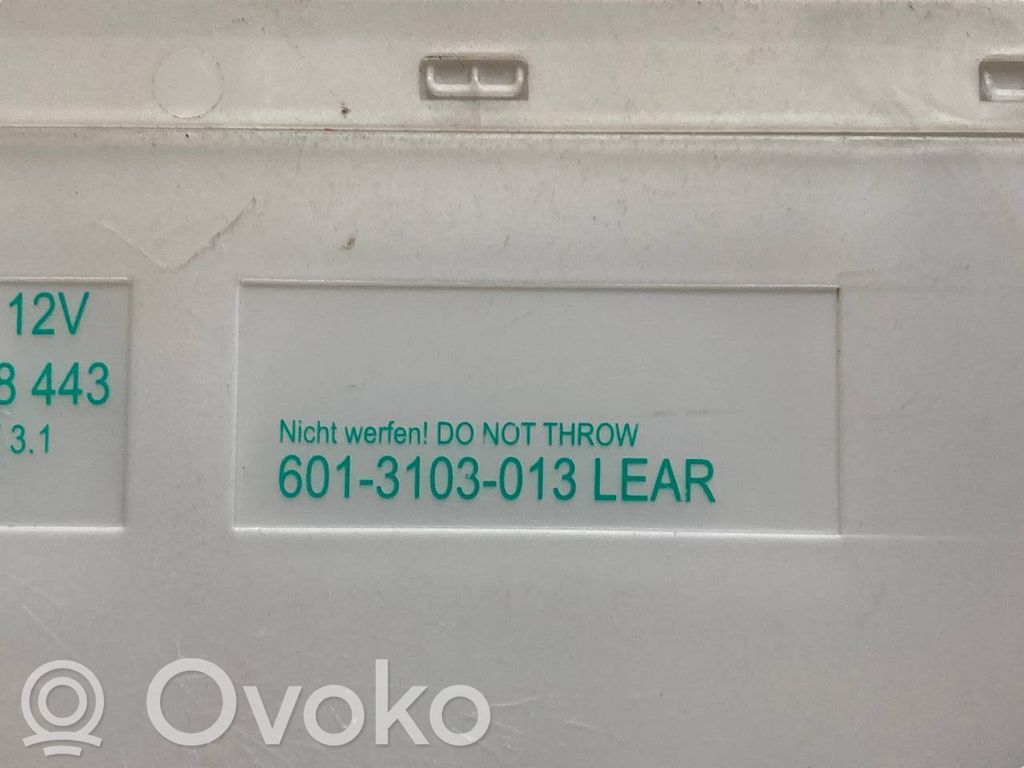 12V
8 443
3.1
Nicht werfen! DO NOT THROW
601-3103-013 LEAR
Ovoko